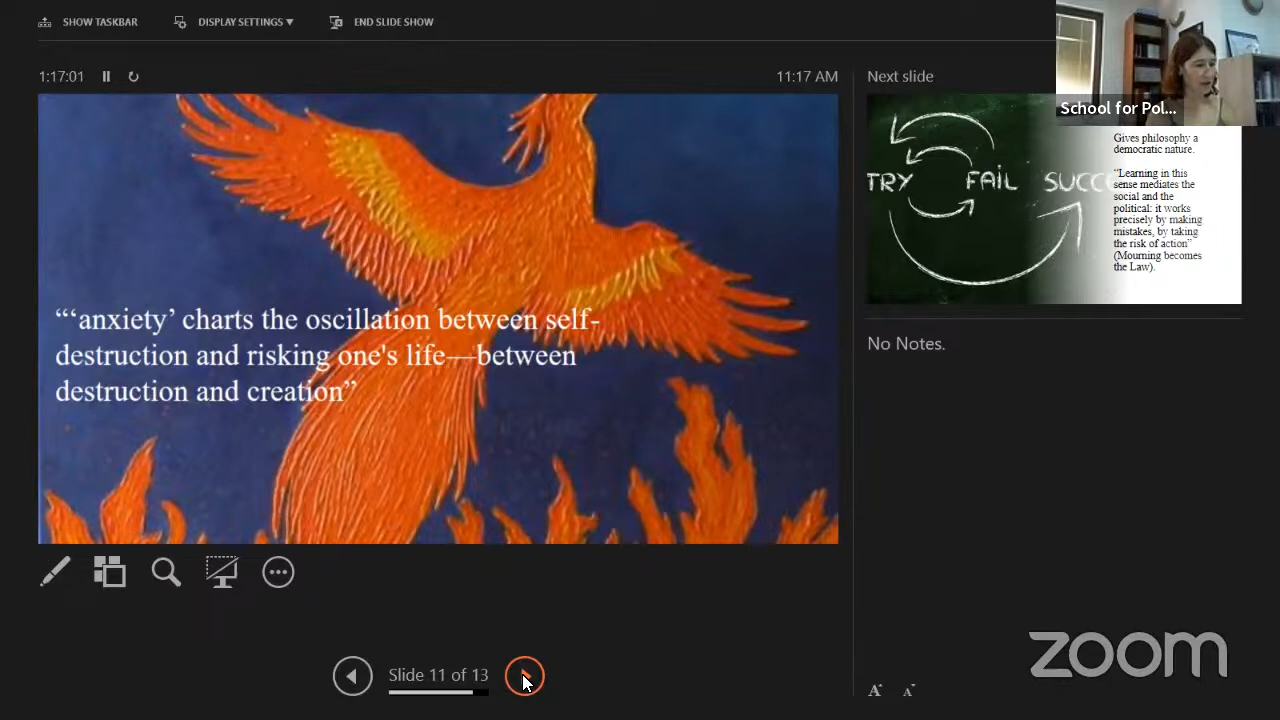 SHOW TASKBAR
DISPLAY SETTINGS ▼
END SLIDE SHOW
1:17:01
11:17 AM
Next slide
School for Pol...
“‘anxiety’ charts the oscillation between self-
destruction and risking one's life—between
destruction and creation”
TRY
FAIL
SUCC
Gives philosophy a
democratic nature.
“Learning in this
sense mediates the
social and the
political: it works
precisely by making
mistakes, by taking
the risk of action”
(Mourning becomes
the Law).
No Notes.
Slide 11 of 13
A
A
zoom